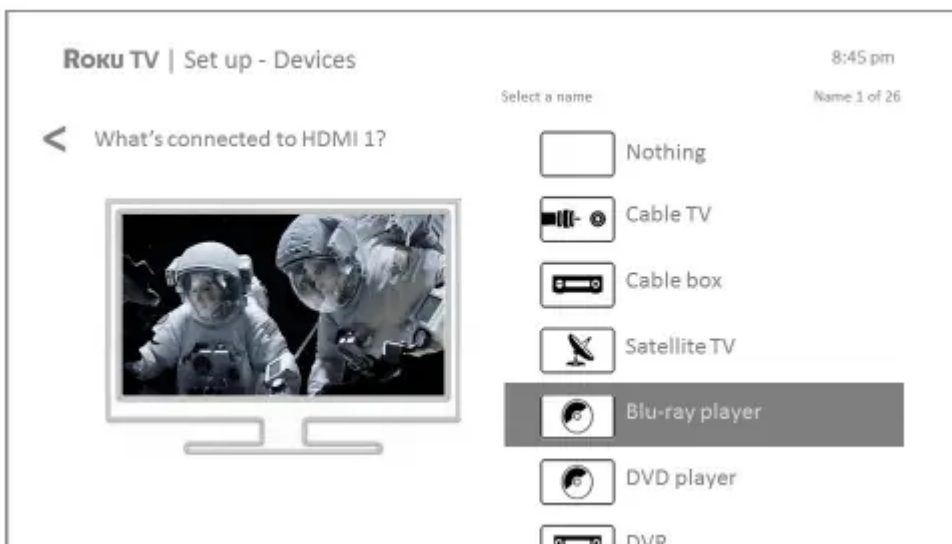 Roku TV | Set up - Devices
8:45 pm
Select a name
Name 1 of 26
< What's connected to HDMI 1?
Nothing
Cable TV
Cable box
Satellite TV
Blu-ray player
DVD player
DVR